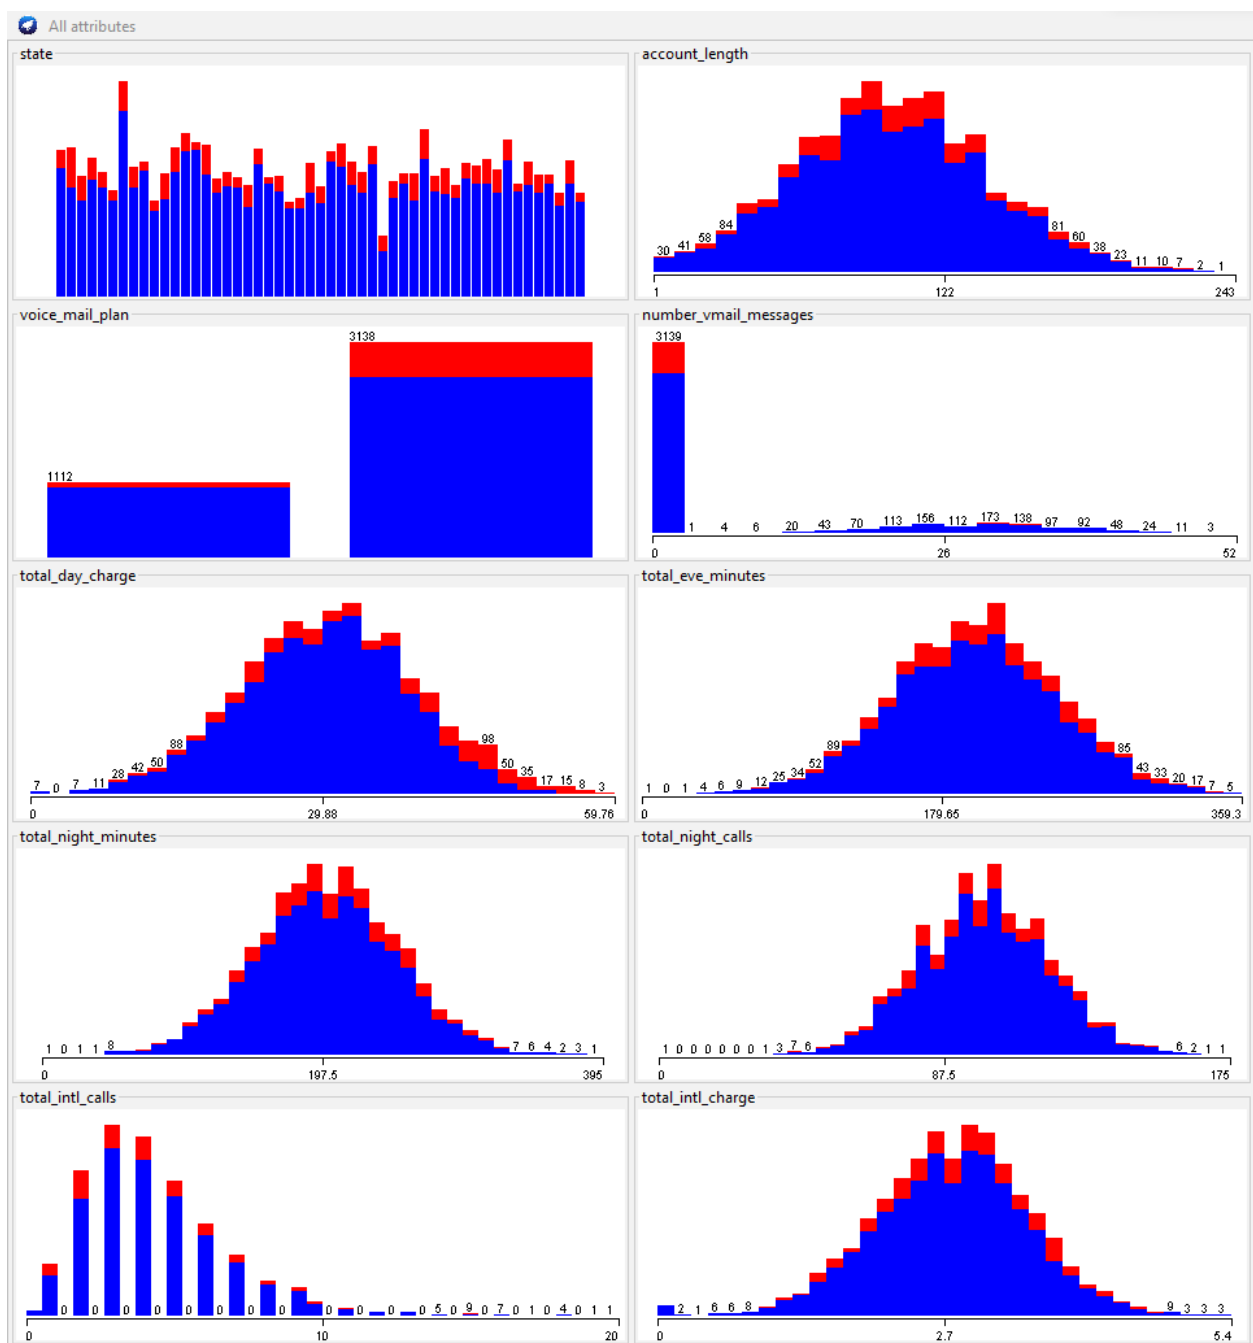 All attributes
state
account_length
30 41 58 84 81 60 38 23 11 10 7 2 1
1 122 243
voice_mail_plan
1112 3138
number_vmail_messages
3139 1 4 6 20 43 70 113 156 112 173 138 97 92 48 24 11 3
0 26 52
total_day_charge
7 0 7 11 28 42 50 88 98 50 35 17 15 8 3
0 29.88 59.76
total_eve_minutes
1 0 1 4 6 9 12 25 34 52 89 85 43 33 20 17 7 5
0 179.65 359.3
total_night_minutes
1 0 1 1 8 7 6 4 2 3 1
0 197.5 395
total_night_calls
1 0 0 0 0 0 0 1 3 7 6 6 2 1 1
0 87.5 175
total_intl_calls
0 0 0 0 0 0 0 0 0 0 0 0 5 0 9 0 7 0 1 0 4 0 1 1
0 10 20
total_intl_charge
2 1 6 6 8 9 3 3 3
0 2.7 5.4